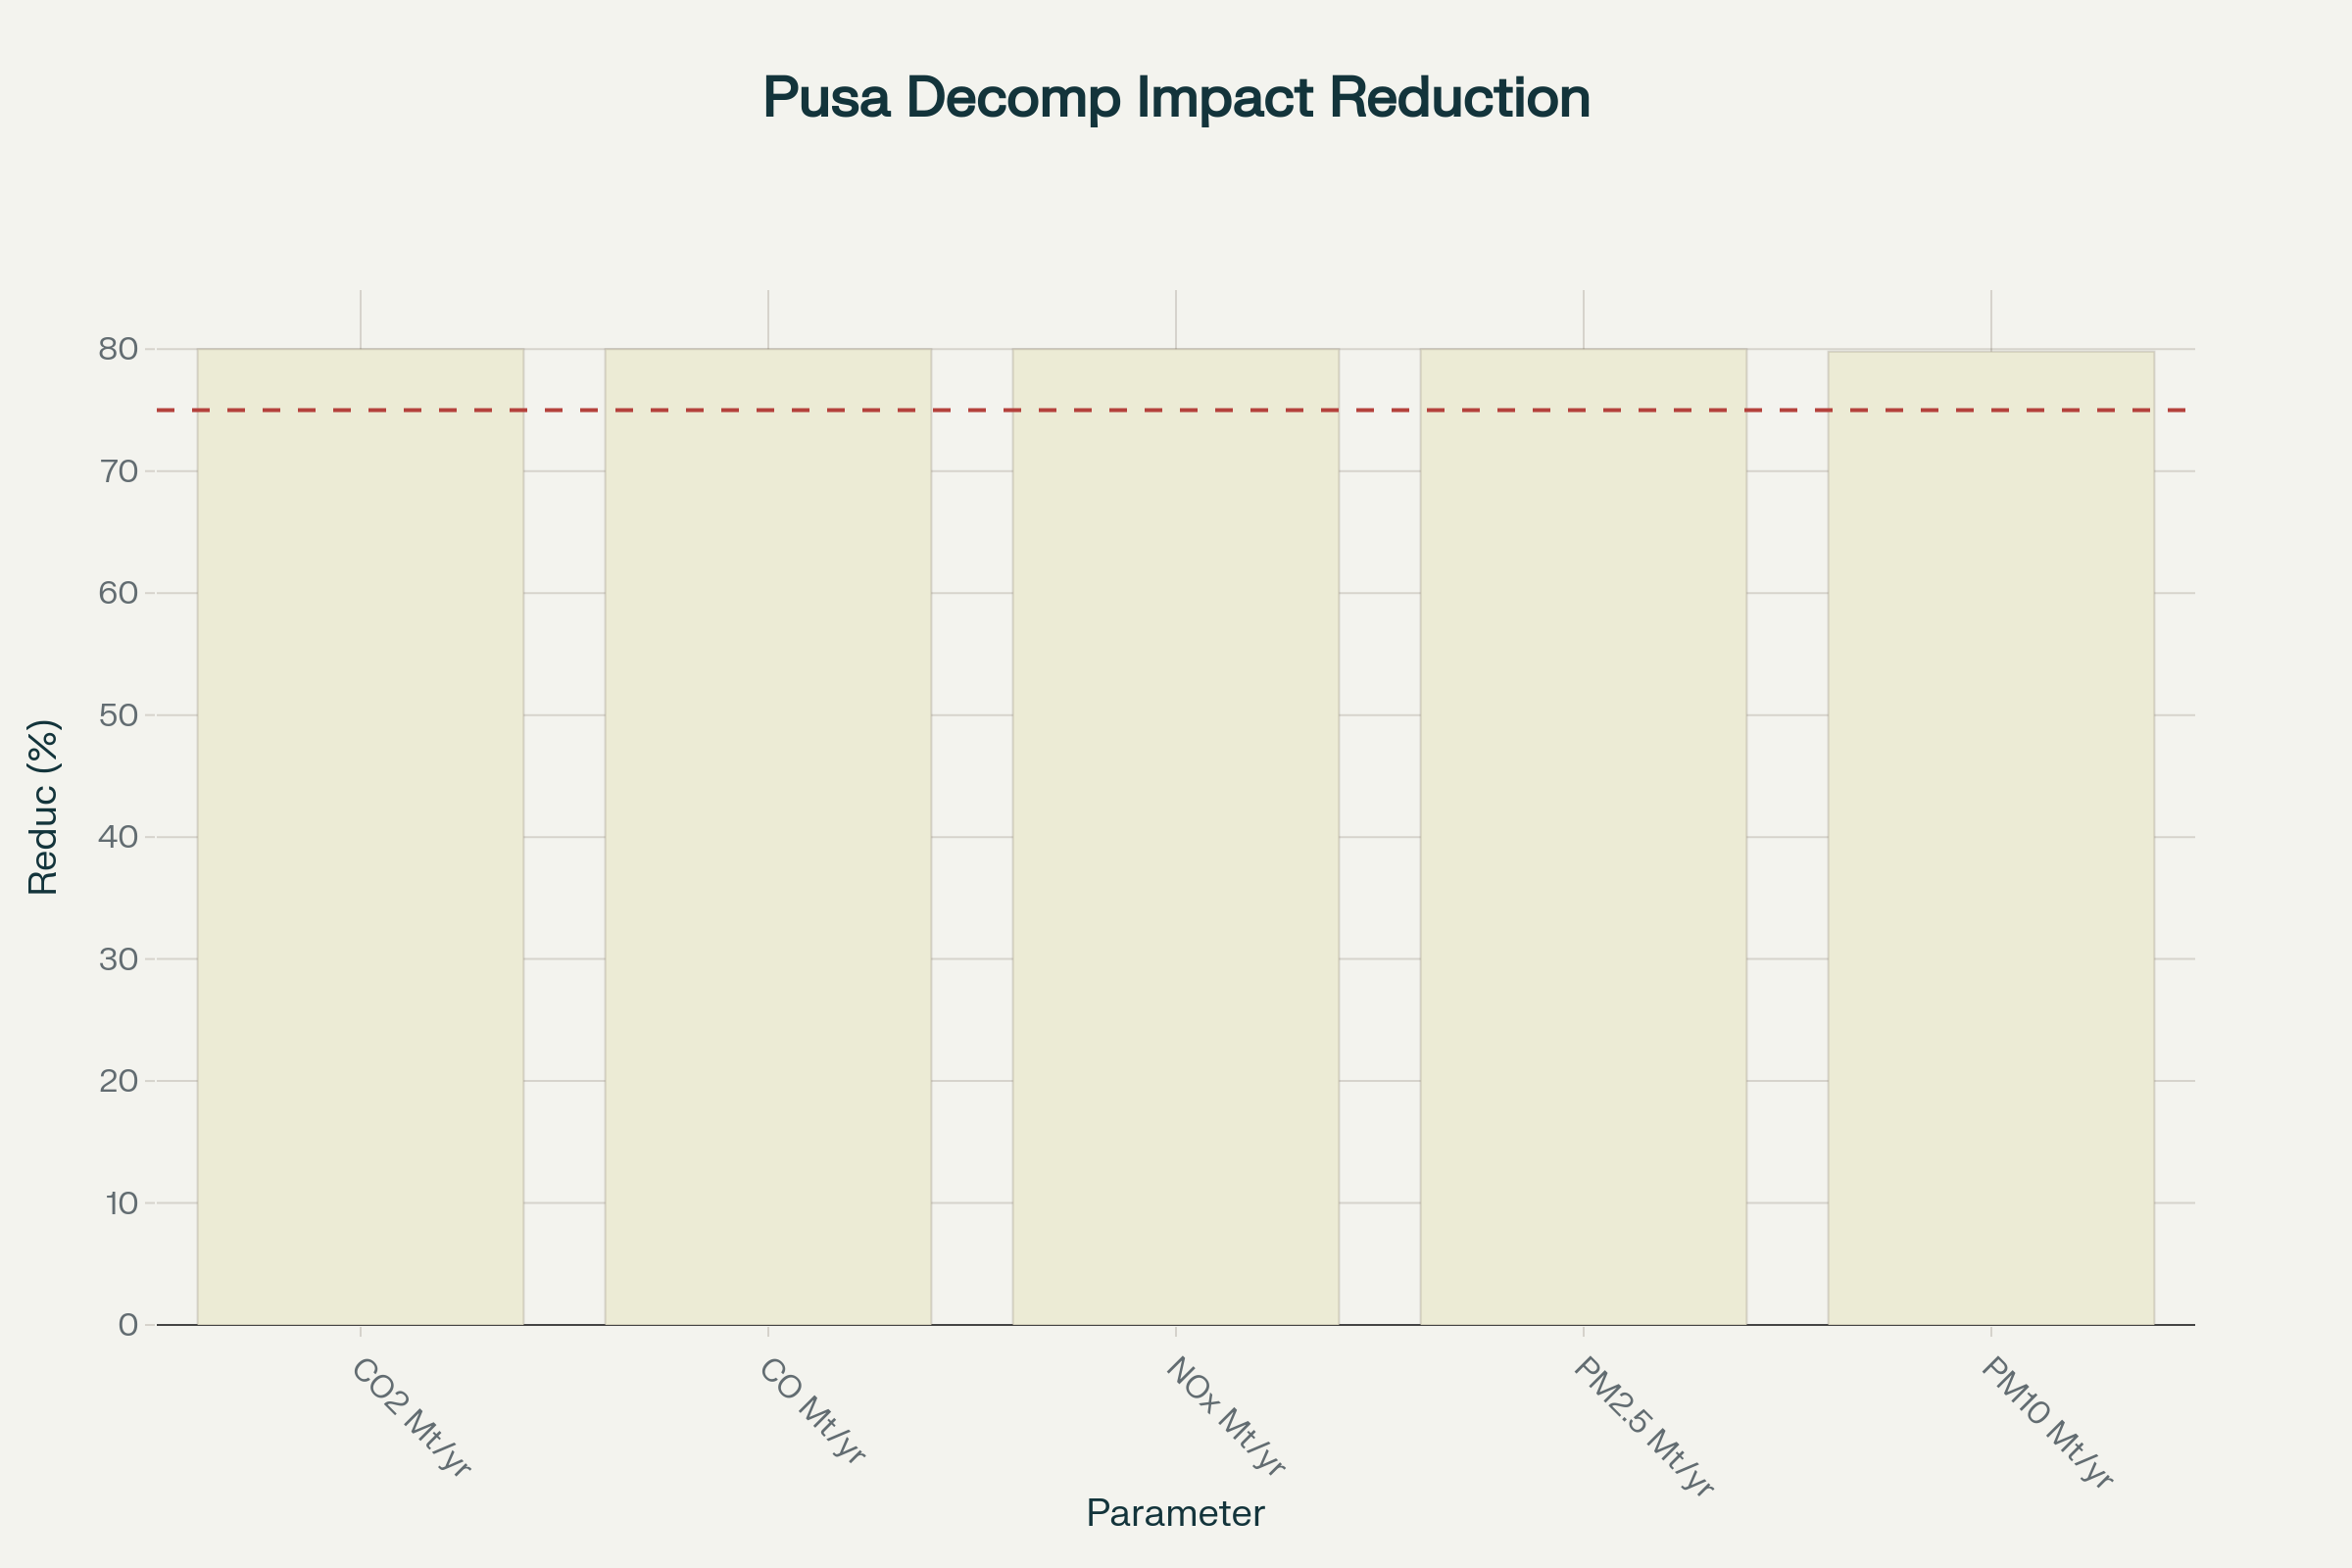 Pusa Decomp Impact Reduction
80
70
60
50
40
30
20
10
0
Reduc (%)
CO2 Mt/yr
CO Mt/yr
NOx Mt/yr
PM2.5 Mt/yr
PM10 Mt/yr
Parameter